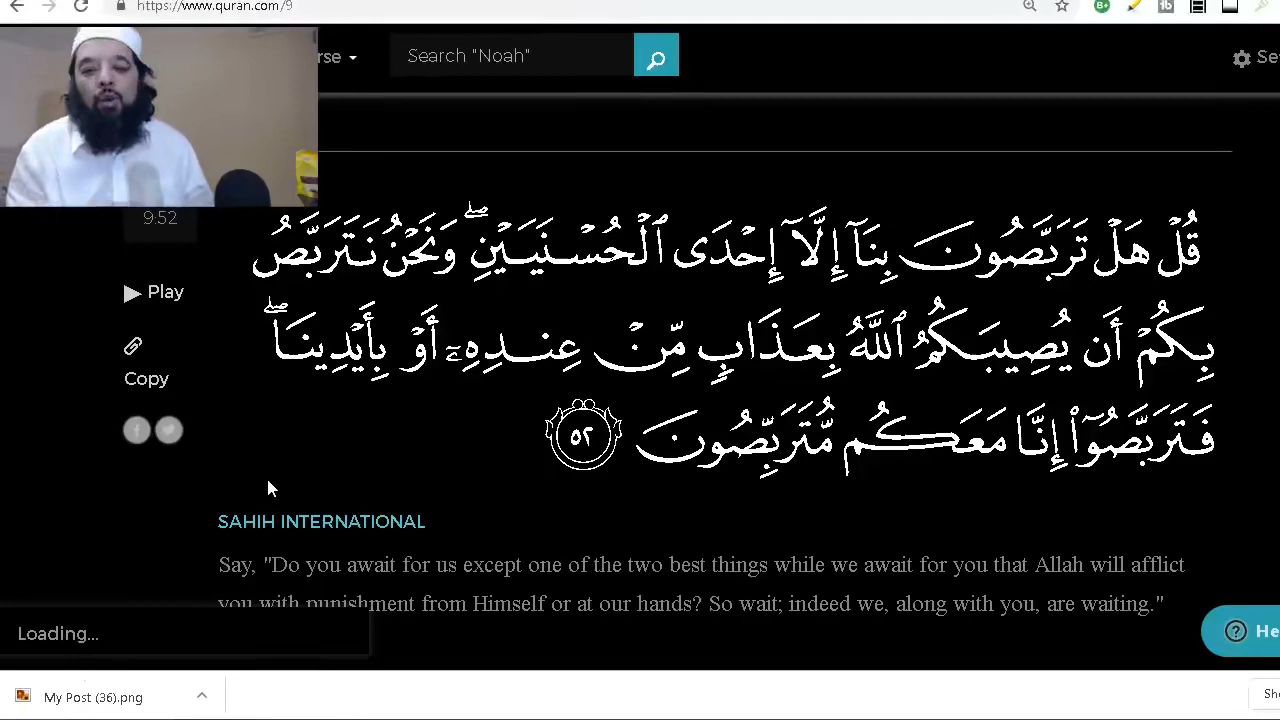 https://www.quran.com/9
rse
Search "Noah"
Se
9:52
Play
Copy
قُلْ هَلْ تَرَبَّصُونَ بِنَآ إِلَّآ إِحْدَى ٱلْحُسْنَيَيْنِ ۖ وَنَحْنُ نَتَرَبَّصُ
بِكُمْ أَن يُصِيبَكُمُ ٱللَّهُ بِعَذَابٍ مِّنْ عِندِهِۦٓ أَوْ بِأَيْدِينَا ۖ
فَتَرَبَّصُوٓا۟ إِنَّا مَعَكُم مُّتَرَبِّصُونَ ٥٢
SAHIH INTERNATIONAL
Say, "Do you await for us except one of the two best things while we await for you that Allah will afflict
you with punishment from Himself or at our hands? So wait; indeed we, along with you, are waiting."
Loading...
He
My Post (36).png
Sh